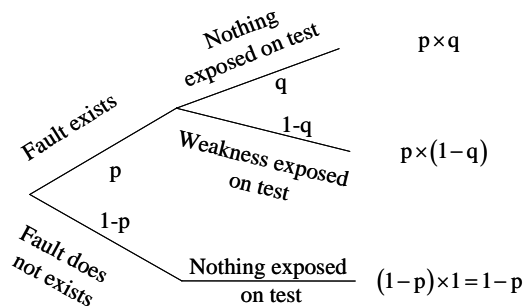 Nothing
exposed on test
p×q
q
Fault exists
1-q
Weakness exposed
on test
p×(1−q)
p
1-p
Fault does
not exists
Nothing exposed
on test
(1−p)×1=1−p